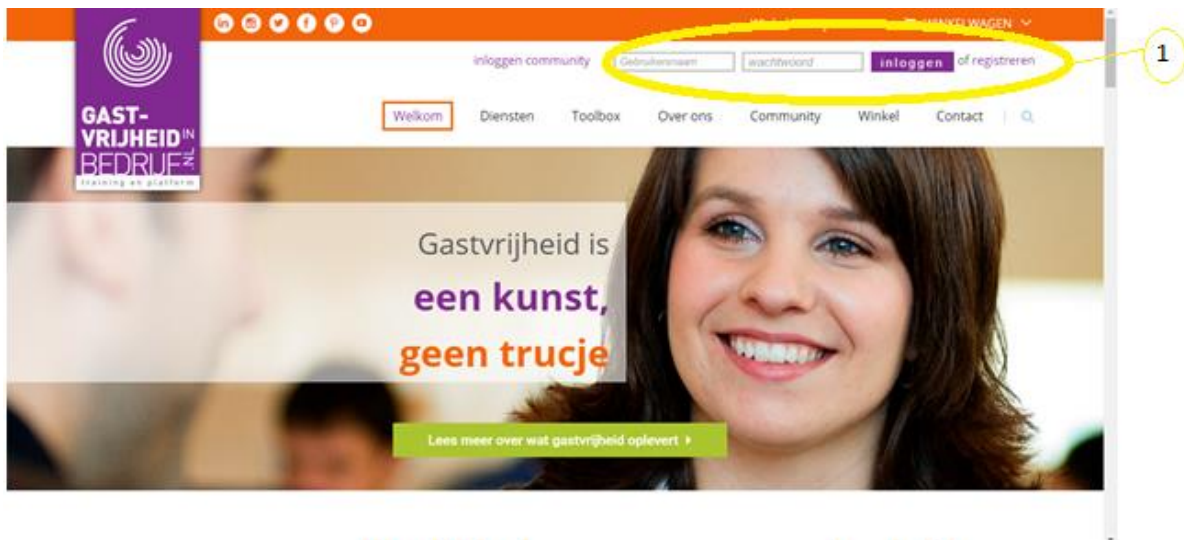 WINKELWAGEN
inloggen community
Gebruikersnaam
wachtwoord
inloggen
of registreren
1
GAST-
VRIJHEID IN
BEDRIJF.NL
training en platform
Welkom
Diensten
Toolbox
Over ons
Community
Winkel
Contact
Gastvrijheid is
een kunst,
geen trucje
Lees meer over wat gastvrijheid oplevert